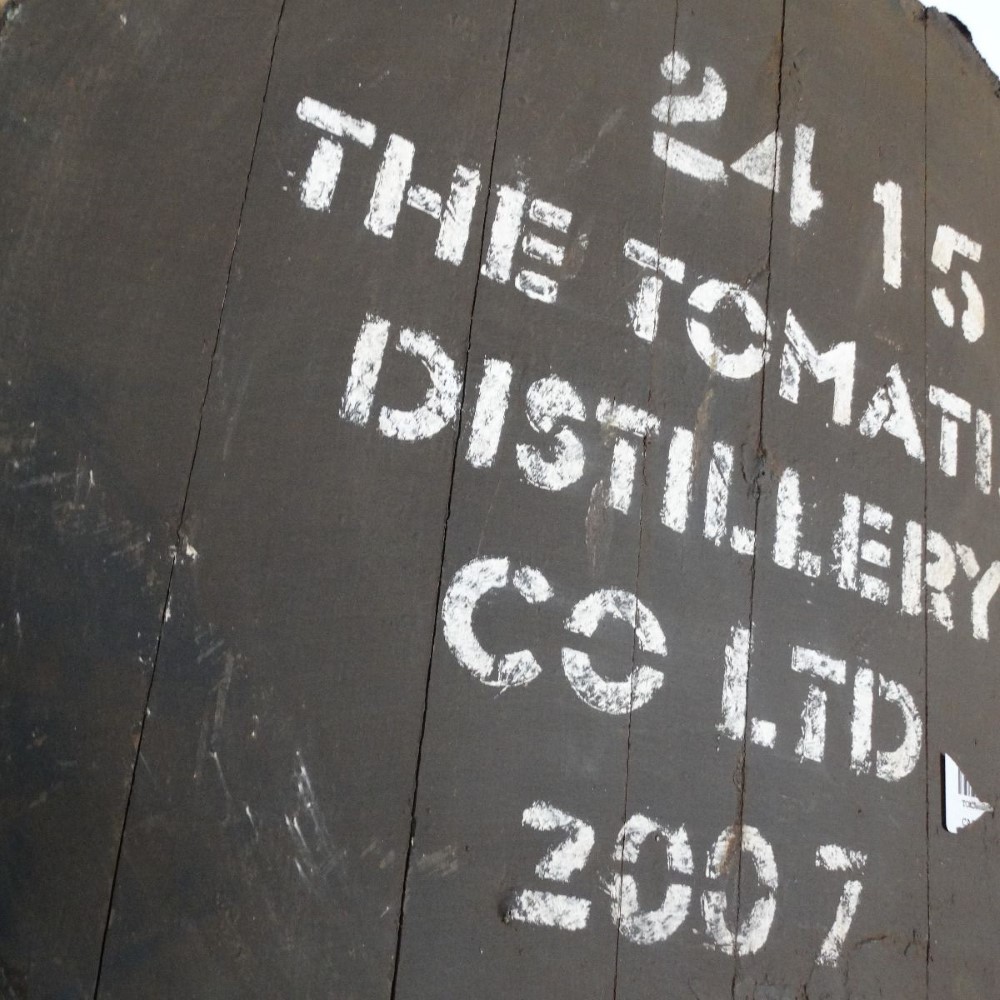 24 15
THE TOMATI
DISTILLERY
CO LTD
2007